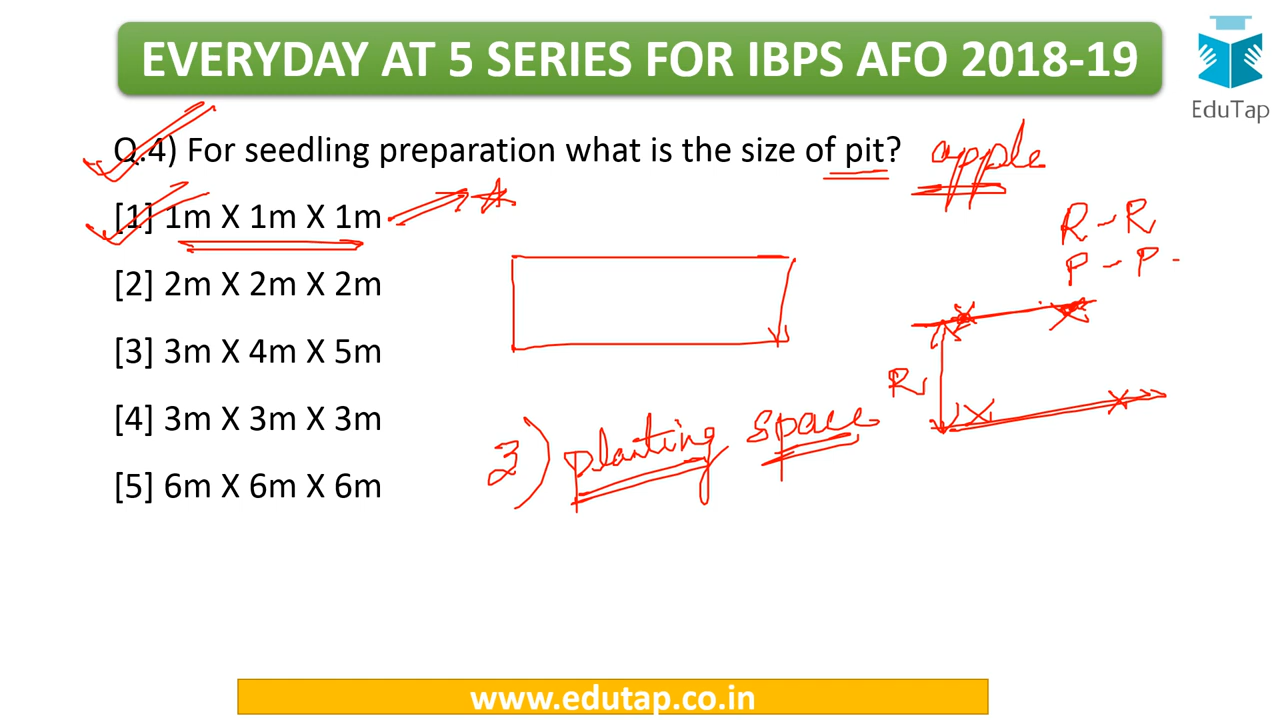 EVERYDAY AT 5 SERIES FOR IBPS AFO 2018-19
EduTap
Q.4) For seedling preparation what is the size of pit? apple
[1] 1m X 1m X 1m
R - R
P - P -
[2] 2m X 2m X 2m
[3] 3m X 4m X 5m
R
[4] 3m X 3m X 3m
2) planting space
[5] 6m X 6m X 6m
www.edutap.co.in